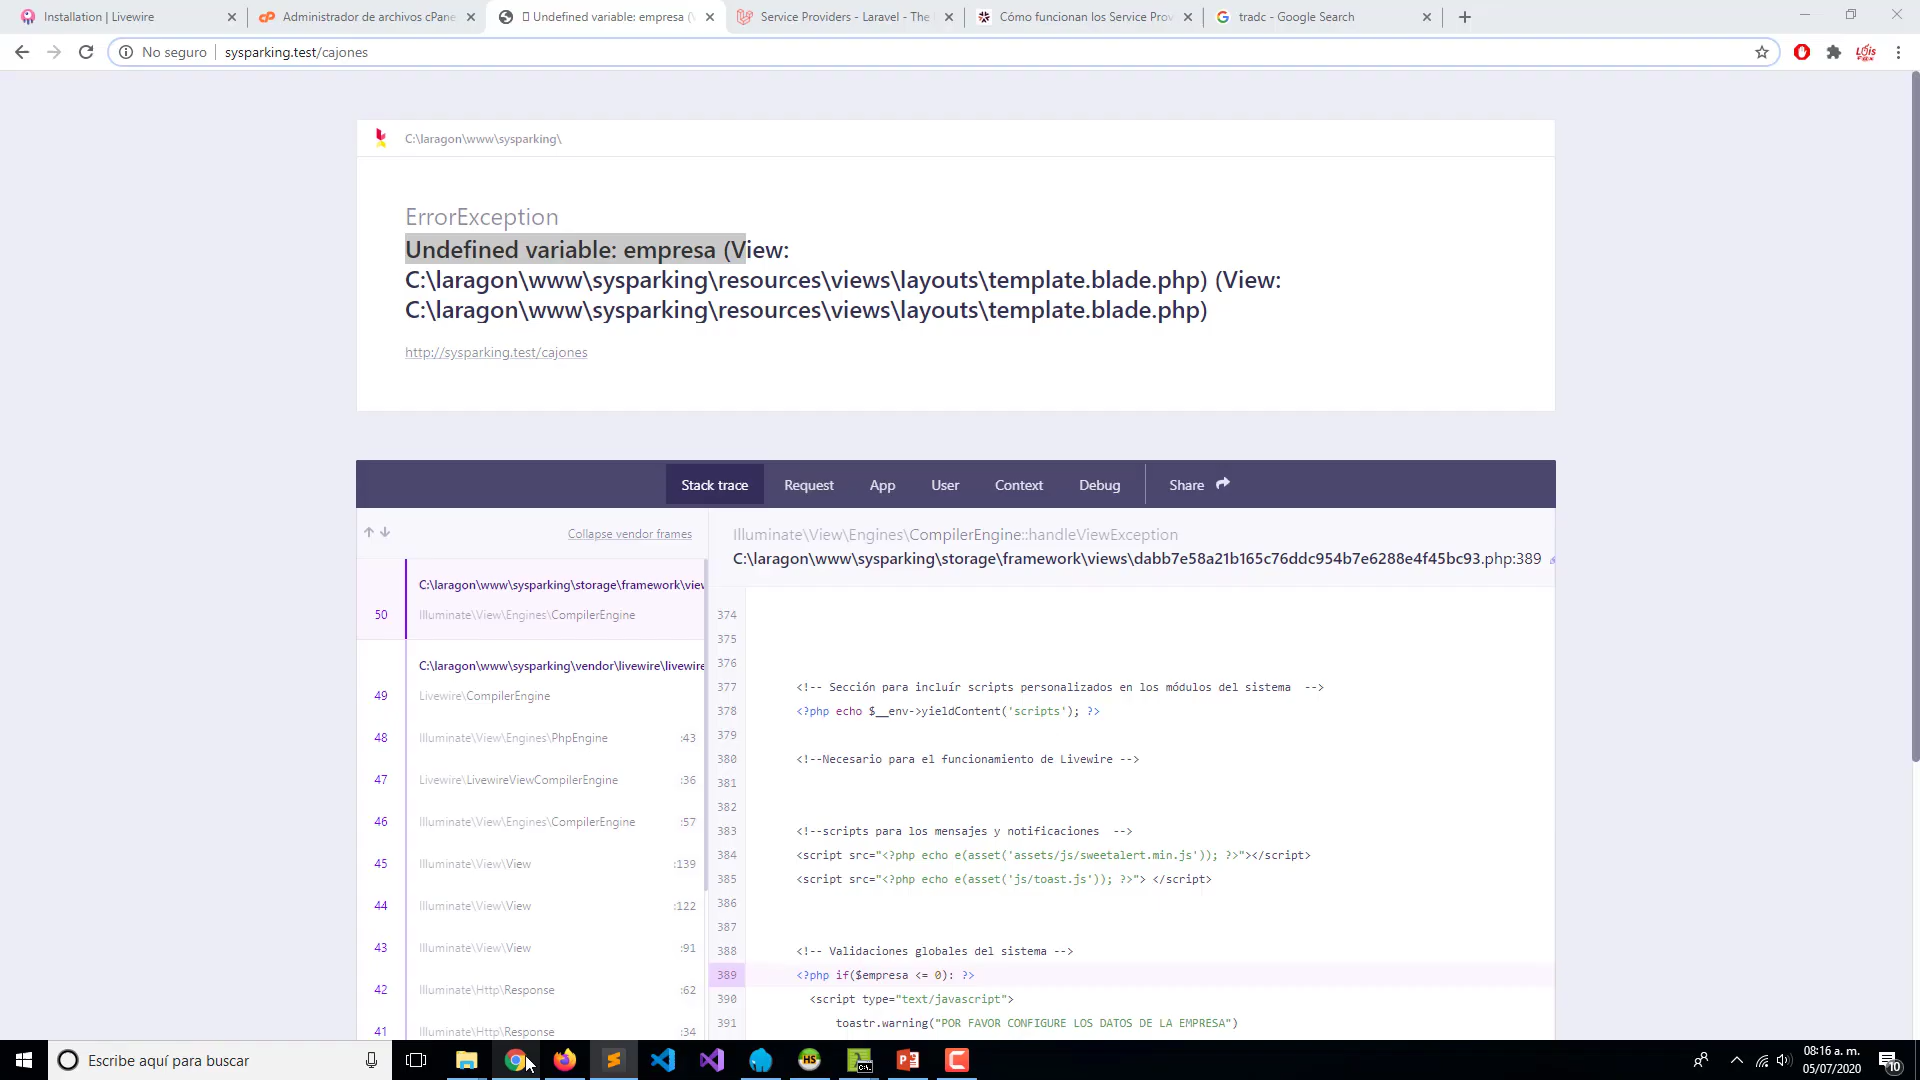 Installation | Livewire
Administrador de archivos cPane
Undefined variable: empresa (V
Service Providers - Laravel - The
Cómo funcionan los Service Prov
tradc - Google Search
No seguro
sysparking.test/cajones
C:\laragon\www\sysparking\
ErrorException
Undefined variable: empresa (View:
C:\laragon\www\sysparking\resources\views\layouts\template.blade.php) (View:
C:\laragon\www\sysparking\resources\views\layouts\template.blade.php)
http://sysparking.test/cajones
Stack trace
Request
App
User
Context
Debug
Share
Collapse vendor frames
C:\laragon\www\sysparking\storage\framework\view
50 Illuminate\View\Engines\CompilerEngine
C:\laragon\www\sysparking\vendor\livewire\livewire
49 Livewire\CompilerEngine
48 Illuminate\View\Engines\PhpEngine :43
47 Livewire\LivewireViewCompilerEngine :36
46 Illuminate\View\Engines\CompilerEngine :57
45 Illuminate\View\View :139
44 Illuminate\View\View :122
43 Illuminate\View\View :91
42 Illuminate\Http\Response :62
41 Illuminate\Http\Response :34
Illuminate\View\Engines\CompilerEngine::handleViewException
C:\laragon\www\sysparking\storage\framework\views\dabb7e58a21b165c76ddc954b7e6288e4f45bc93.php:389
374
375
376
377 <!-- Sección para incluír scripts personalizados en los módulos del sistema  -->
378 <?php echo $__env->yieldContent('scripts'); ?>
379
380 <!--Necesario para el funcionamiento de Livewire -->
381
382
383 <!--scripts para los mensajes y notificaciones  -->
384 <script src="<?php echo e(asset('assets/js/sweetalert.min.js')); ?>"></script>
385 <script src="<?php echo e(asset('js/toast.js')); ?>"> </script>
386
387
388 <!-- Validaciones globales del sistema -->
389 <?php if($empresa <= 0): ?>
390 <script type="text/javascript">
391 toastr.warning("POR FAVOR CONFIGURE LOS DATOS DE LA EMPRESA")
Escribe aquí para buscar
HS
C:\.
08:16 a. m.
05/07/2020
10